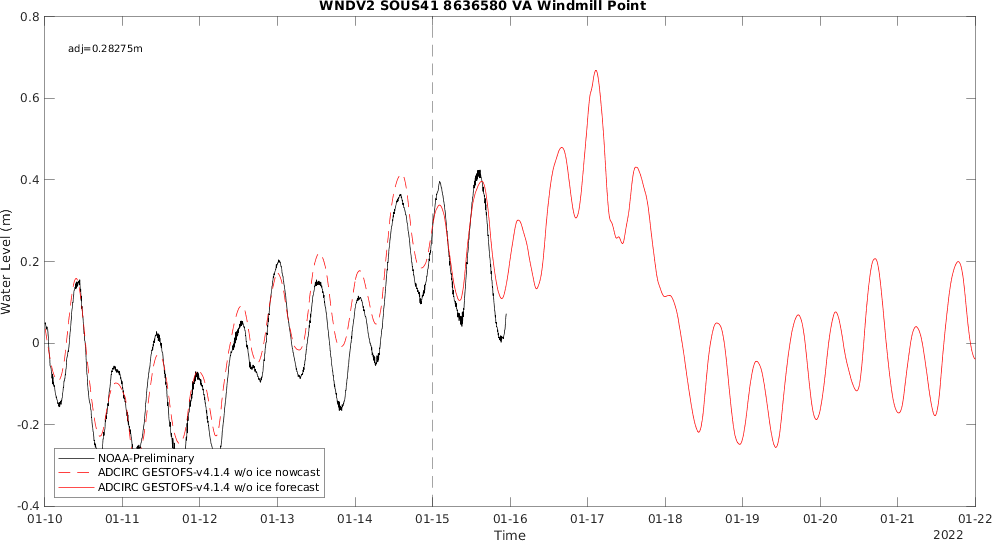 WNDV2 SOUS41 8636580 VA Windmill Point
0.8
adj=0.28275m
0.6
0.4
0.2
0
-0.2
-0.4
Water Level (m)
NOAA-Preliminary
ADCIRC GESTOFS-v4.1.4 w/o ice nowcast
ADCIRC GESTOFS-v4.1.4 w/o ice forecast
01-10 01-11 01-12 01-13 01-14 01-15 01-16 01-17 01-18 01-19 01-20 01-21 01-22
Time
2022